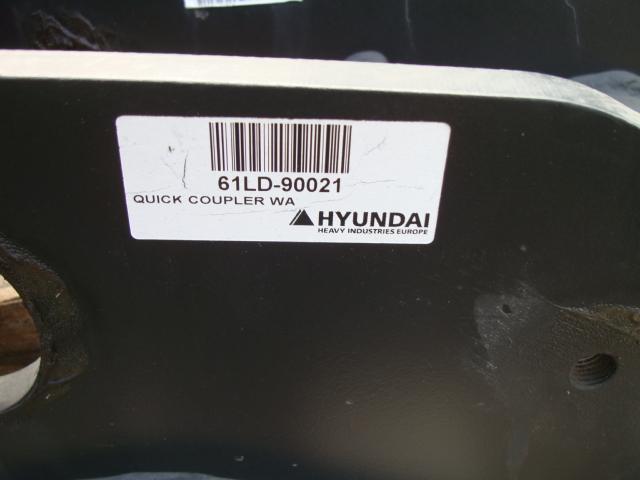 61LD-90021
QUICK COUPLER WA
HYUNDAI
HEAVY INDUSTRIES EUROPE